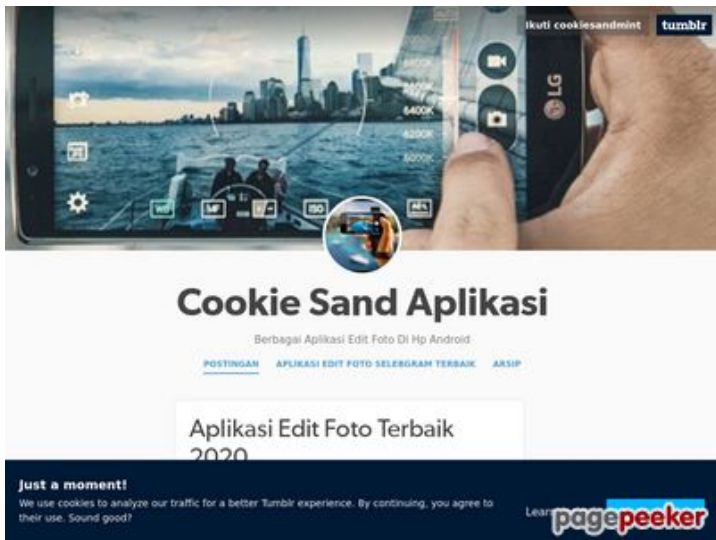 Ikuti cookiesandmint
tumblr
6400K
6200K
6000K
LG
MF
ISO
Cookie Sand Aplikasi
Berbagai Aplikasi Edit Foto Di Hp Android
POSTINGAN APLIKASI EDIT FOTO SELEBGRAM TERBAIK ARSIP
Aplikasi Edit Foto Terbaik
2020
Just a moment!
We use cookies to analyze our traffic for a better Tumblr experience. By continuing, you agree to
their use. Sound good?
pagepeeker